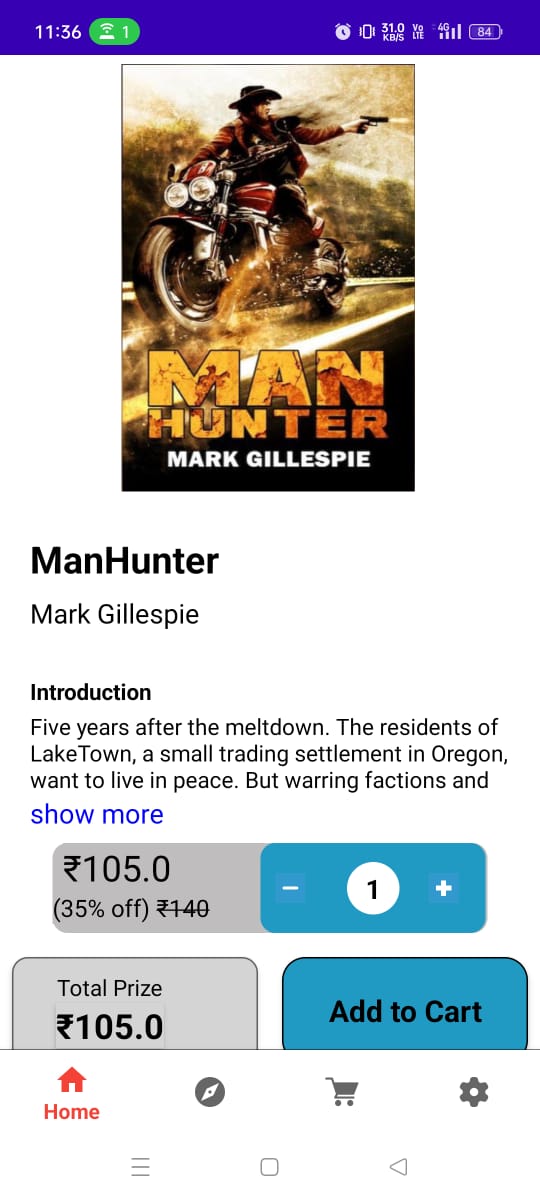 11:36 1 31.0 KB/S Vo LTE 4G 84
MAN
HUNTER
MARK GILLESPIE
ManHunter
Mark Gillespie
Introduction
Five years after the meltdown. The residents of
LakeTown, a small trading settlement in Oregon,
want to live in peace. But warring factions and
show more
₹105.0
(35% off) ₹140
1
Total Prize
₹105.0
Add to Cart
Home